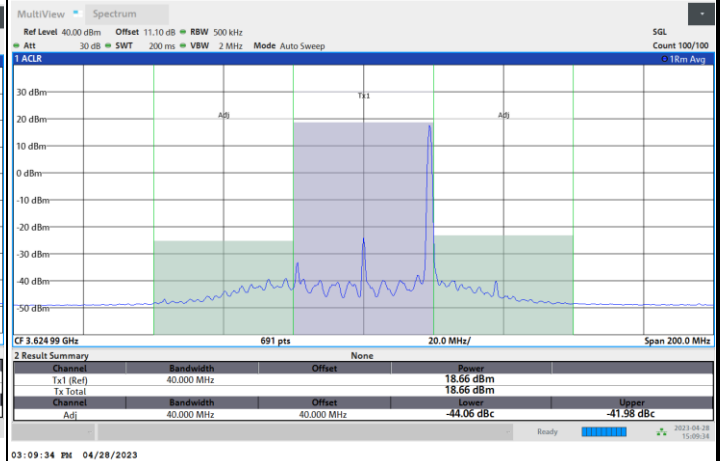 MultiView Spectrum
Ref Level 40.00 dBm Offset 11.10 dB RBW 500 kHz SGL
Att 30 dB SWT 200 ms VBW 2 MHz Mode Auto Sweep Count 100/100
1 ACLR 1Rm Avg
30 dBm
Tx1
20 dBm Adj Adj
10 dBm
0 dBm
-10 dBm
-20 dBm
-30 dBm
-40 dBm
-50 dBm
CF 3.624 99 GHz 691 pts 20.0 MHz/ Span 200.0 MHz
2 Result Summary None
Channel Bandwidth Offset Power
Tx1 (Ref) 40.000 MHz 18.66 dBm
Tx Total 18.66 dBm
Channel Bandwidth Offset Lower Upper
Adj 40.000 MHz 40.000 MHz -44.06 dBc -41.98 dBc
Ready 2023-04-28
15:09:34
03:09:34 PM 04/28/2023